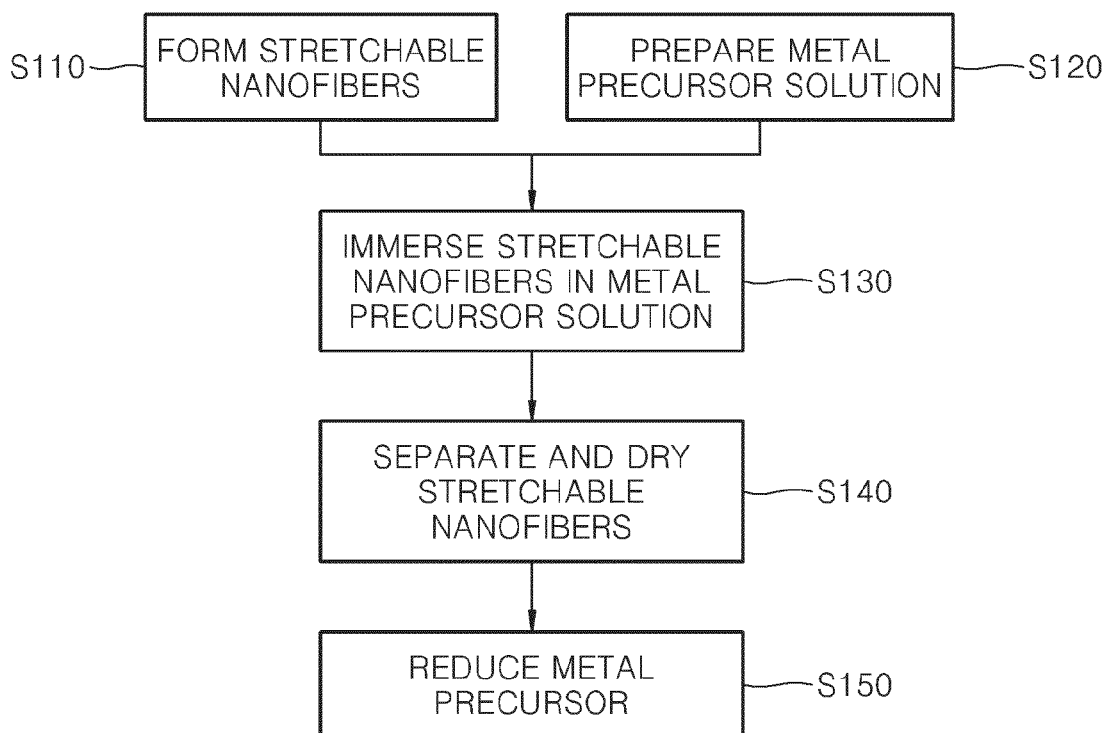 S110
FORM STRETCHABLE
NANOFIBERS
PREPARE METAL
PRECURSOR SOLUTION
S120
IMMERSE STRETCHABLE
NANOFIBERS IN METAL
PRECURSOR SOLUTION
S130
SEPARATE AND DRY
STRETCHABLE
NANOFIBERS
S140
REDUCE METAL
PRECURSOR
S150